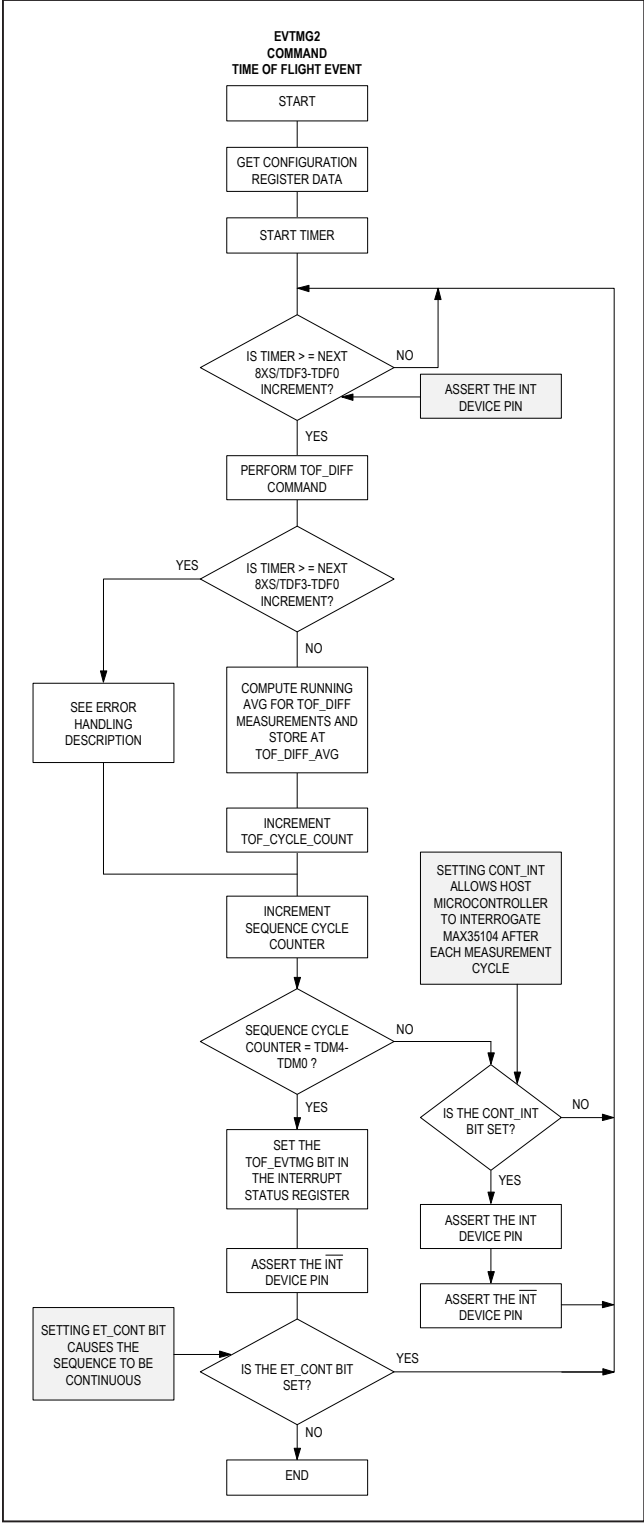 EVTMG2
COMMAND
TIME OF FLIGHT EVENT
START
GET CONFIGURATION
REGISTER DATA
START TIMER
IS TIMER > = NEXT
8XS/TDF3-TDF0
INCREMENT?
NO
ASSERT THE INT
DEVICE PIN
YES
PERFORM TOF_DIFF
COMMAND
YES
IS TIMER > = NEXT
8XS/TDF3-TDF0
INCREMENT?
NO
SEE ERROR
HANDLING
DESCRIPTION
COMPUTE RUNNING
AVG FOR TOF_DIFF
MEASUREMENTS AND
STORE AT
TOF_DIFF_AVG
INCREMENT
TOF_CYCLE_COUNT
SETTING CONT_INT
ALLOWS HOST
MICROCONTROLLER
TO INTERROGATE
MAX35104 AFTER
EACH MEASUREMENT
CYCLE
INCREMENT
SEQUENCE CYCLE
COUNTER
SEQUENCE CYCLE
COUNTER = TDM4-
TDM0 ?
NO
YES
IS THE CONT_INT
BIT SET?
NO
YES
SET THE
TOF_EVTMG BIT IN
THE INTERRUPT
STATUS REGISTER
ASSERT THE INT
DEVICE PIN
ASSERT THE I̅N̅T̅
DEVICE PIN
ASSERT THE I̅N̅T̅
DEVICE PIN
SETTING ET_CONT BIT
CAUSES THE
SEQUENCE TO BE
CONTINUOUS
IS THE ET_CONT BIT
SET?
YES
NO
END